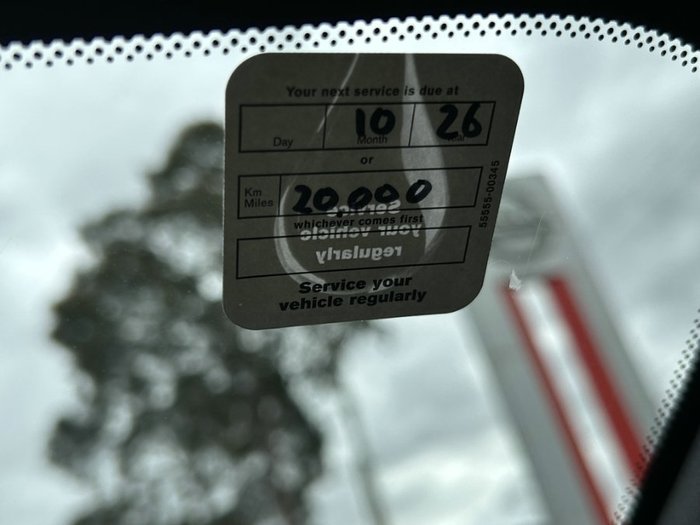 Your next service is due at
10 26
Day Month Year
or
Km
Miles
20,000
whichever comes first
Service
your vehicle
regularly
Service your
vehicle regularly
55555-00345